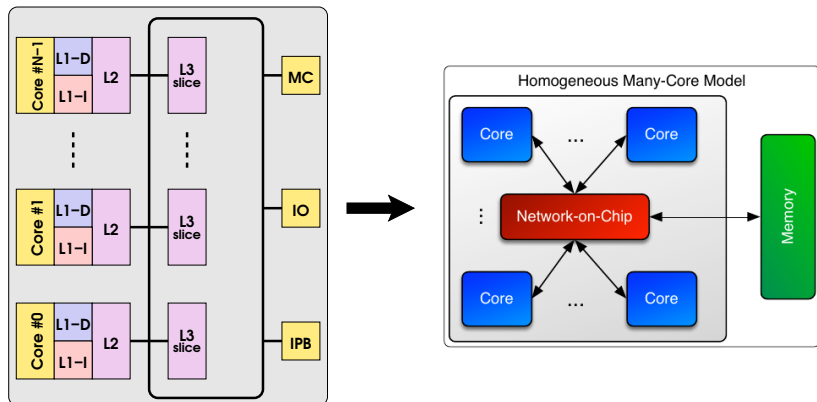 Core #N-1
L1-D
L1-I
L2
L3
slice
MC
Core #1
L1-D
L1-I
L2
L3
slice
IO
Core #0
L1-D
L1-I
L2
L3
slice
IPB
Homogeneous Many-Core Model
Core
...
Core
...
Network-on-Chip
Memory
Core
...
Core